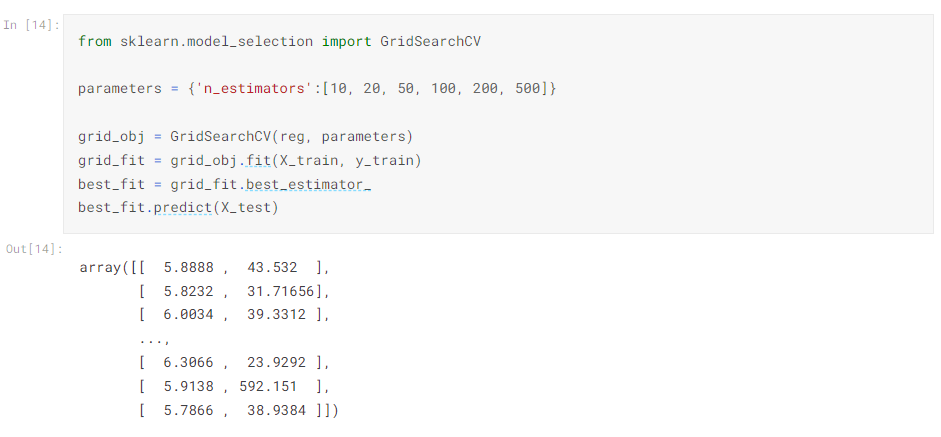 In [14]:
from sklearn.model_selection import GridSearchCV
parameters = {'n_estimators':[10, 20, 50, 100, 200, 500]}
grid_obj = GridSearchCV(reg, parameters)
grid_fit = grid_obj.fit(X_train, y_train)
best_fit = grid_fit.best_estimator_
best_fit.predict(X_test)
Out[14]:
array([[  5.8888 ,  43.532  ],
       [  5.8232 ,  31.71656],
       [  6.0034 ,  39.3312 ],
       ...,
       [  6.3066 ,  23.9292 ],
       [  5.9138 , 592.151  ],
       [  5.7866 ,  38.9384 ]])